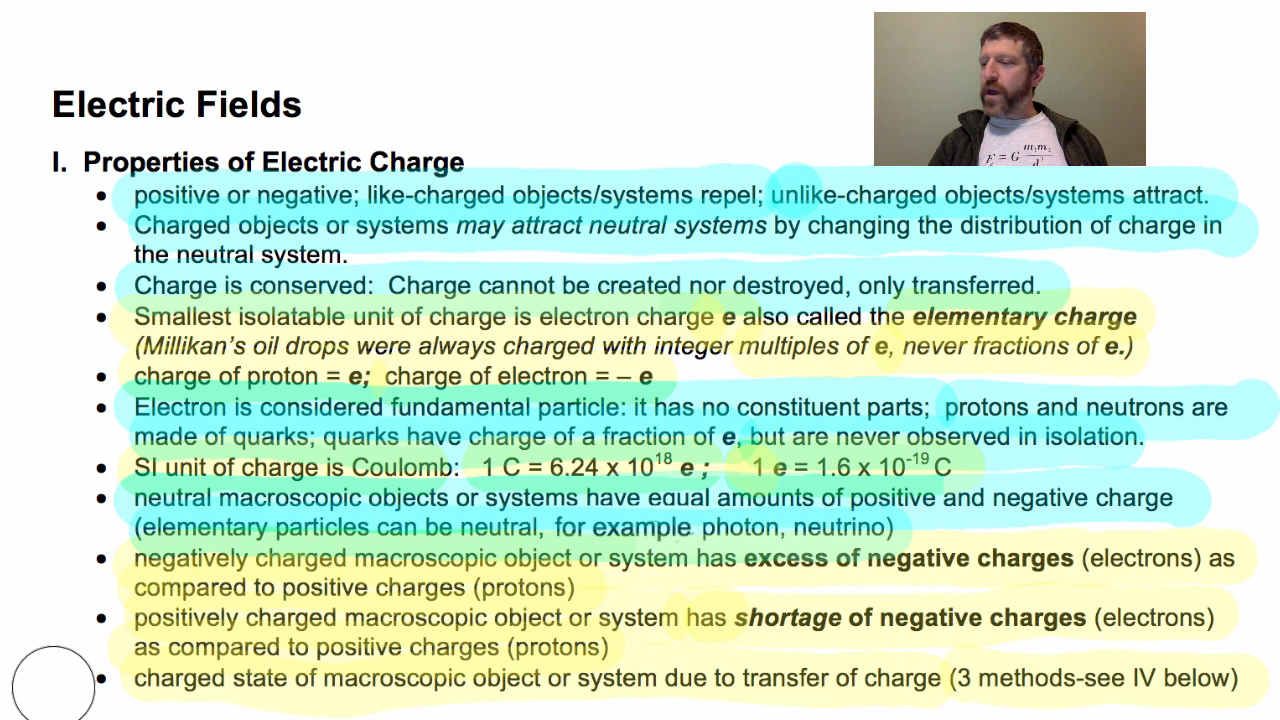 Electric Fields
I. Properties of Electric Charge
• positive or negative; like-charged objects/systems repel; unlike-charged objects/systems attract.
• Charged objects or systems may attract neutral systems by changing the distribution of charge in
the neutral system.
• Charge is conserved: Charge cannot be created nor destroyed, only transferred.
• Smallest isolatable unit of charge is electron charge e also called the elementary charge
(Millikan's oil drops were always charged with integer multiples of e, never fractions of e.)
• charge of proton = e; charge of electron = – e
• Electron is considered fundamental particle: it has no constituent parts; protons and neutrons are
made of quarks; quarks have charge of a fraction of e, but are never observed in isolation.
• SI unit of charge is Coulomb: 1 C = 6.24 x 10¹⁸ e ; 1 e = 1.6 x 10⁻¹⁹ C
• neutral macroscopic objects or systems have equal amounts of positive and negative charge
(elementary particles can be neutral, for example photon, neutrino)
• negatively charged macroscopic object or system has excess of negative charges (electrons) as
compared to positive charges (protons)
• positively charged macroscopic object or system has shortage of negative charges (electrons)
as compared to positive charges (protons)
• charged state of macroscopic object or system due to transfer of charge (3 methods-see IV below)
m₁m₂
F = G
d²